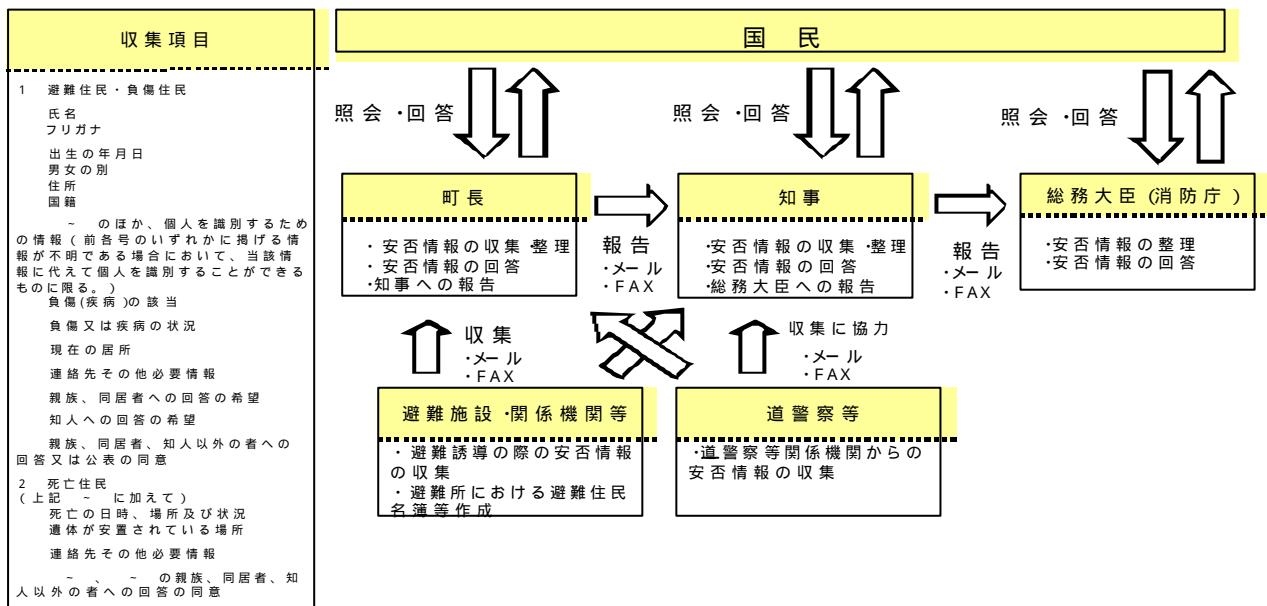 収集項目
1 避難住民・負傷住民
氏名
フリガナ
出生の年月日
男女の別
住所
国籍
～ のほか、個人を識別するため
の情報(前各号のいずれかに掲げる情
報が不明である場合において、当該情
報に代えて個人を識別することができる
ものに限る。)
負傷(疾病)の該当
負傷又は疾病の状況
現在の居所
連絡先その他必要情報
親族、同居者への回答の希望
知人への回答の希望
親族、同居者、知人以外の者への
回答又は公表の同意
2 死亡住民
(上記 ～ に加えて)
死亡の日時、場所及び状況
遺体が安置されている場所
連絡先その他必要情報
～ 、 ～ の親族、同居者、知
人以外の者への回答の同意
国民
照会・回答
照会・回答
照会・回答
町長
・安否情報の収集・整理
・安否情報の回答
・知事への報告
報告
・メール
・FAX
知事
・安否情報の収集・整理
・安否情報の回答
・総務大臣への報告
報告
・メール
・FAX
総務大臣(消防庁)
・安否情報の整理
・安否情報の回答
収集
・メール
・FAX
収集に協力
・メール
・FAX
避難施設・関係機関等
・避難誘導の際の安否情報
の収集
・避難所における避難住民
名簿等作成
道警察等
・道警察等関係機関からの
安否情報の収集